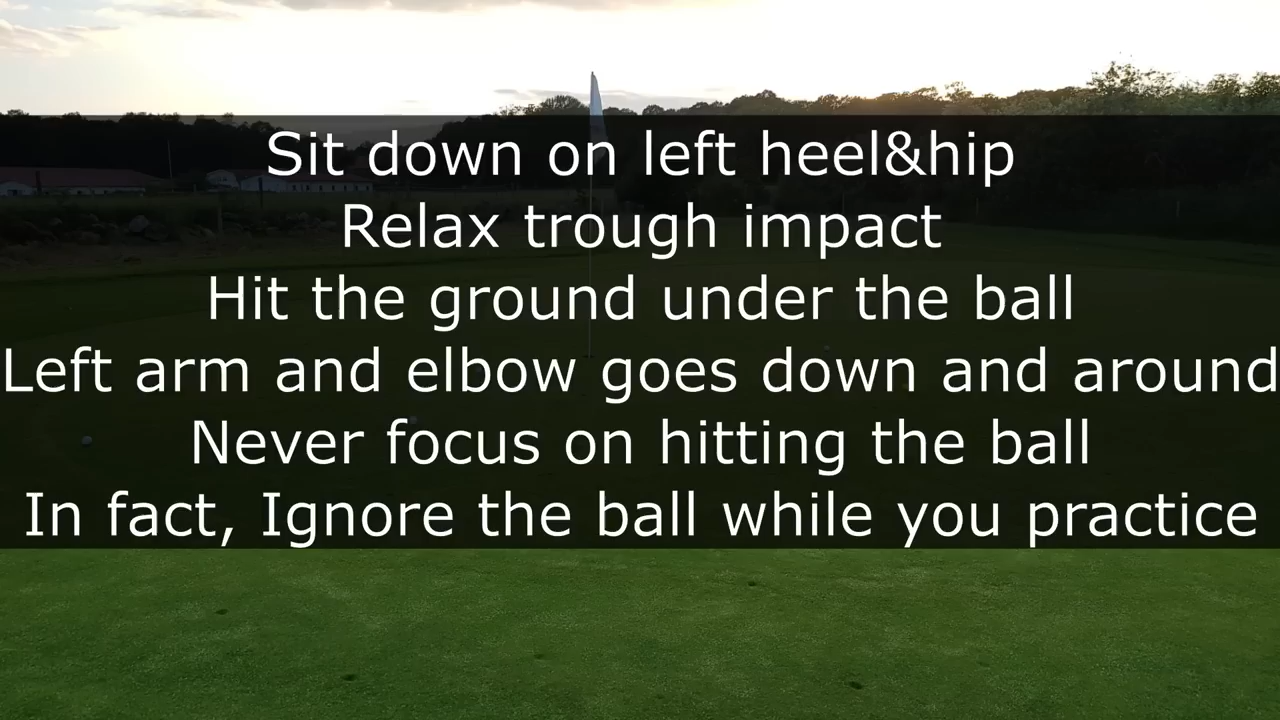 Sit down on left heel&hip
Relax trough impact
Hit the ground under the ball
Left arm and elbow goes down and around
Never focus on hitting the ball
In fact, Ignore the ball while you practice